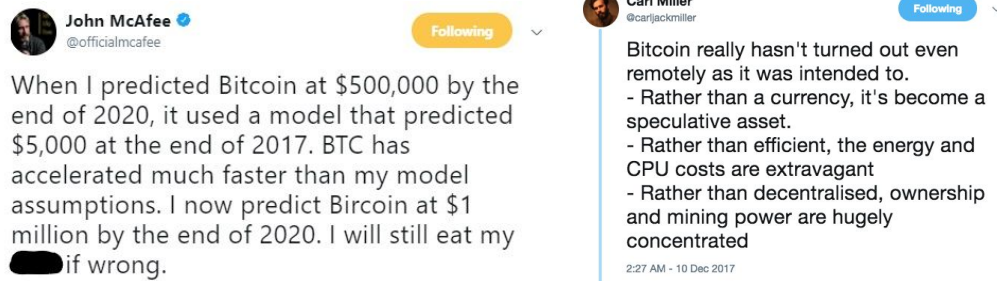 John McAfee
@officialmcafee
Following
When I predicted Bitcoin at $500,000 by the
end of 2020, it used a model that predicted
$5,000 at the end of 2017. BTC has
accelerated much faster than my model
assumptions. I now predict Bircoin at $1
million by the end of 2020. I will still eat my
if wrong.
Carl Miller
@carljackmiller
Following
Bitcoin really hasn't turned out even
remotely as it was intended to.
- Rather than a currency, it's become a
speculative asset.
- Rather than efficient, the energy and
CPU costs are extravagant
- Rather than decentralised, ownership
and mining power are hugely
concentrated
2:27 AM - 10 Dec 2017